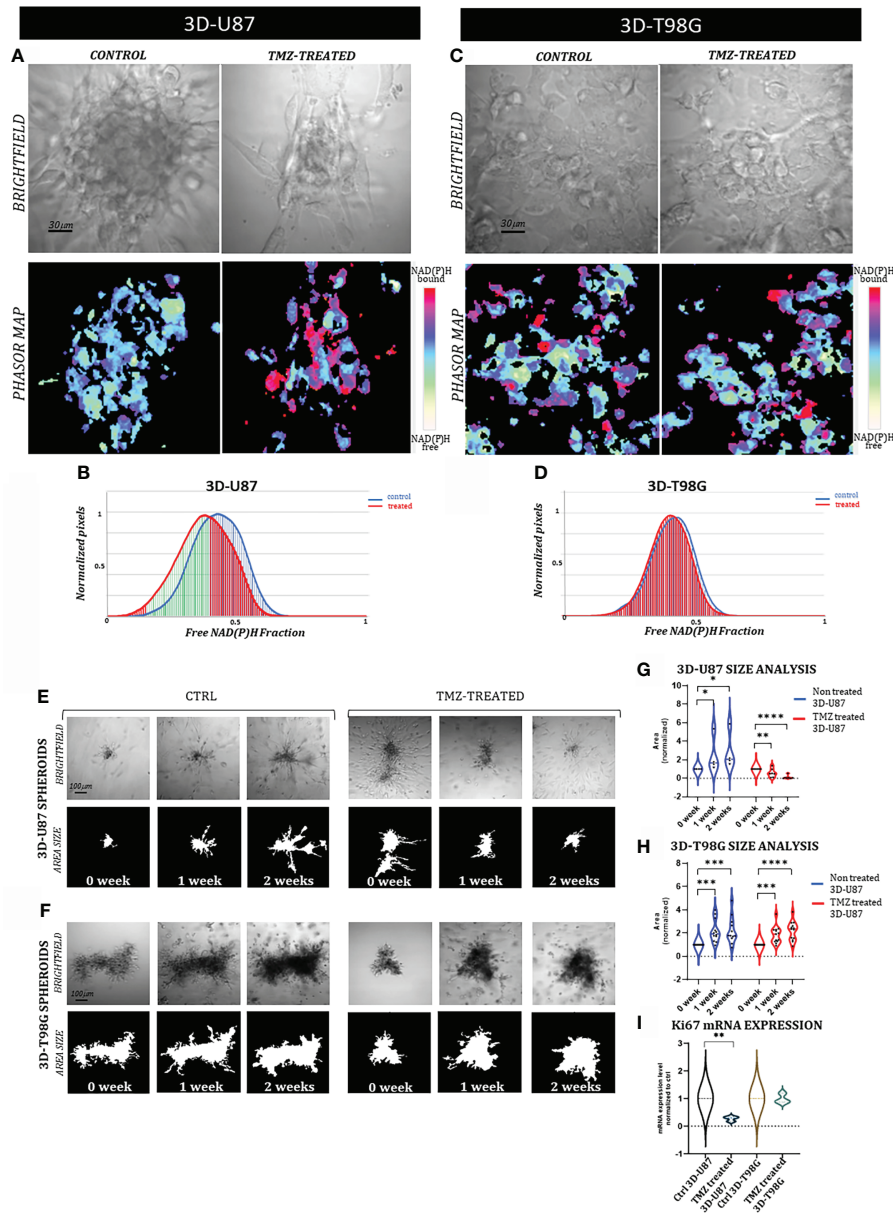 3D-U87
3D-T98G
A
CONTROL
TMZ-TREATED
C
CONTROL
TMZ-TREATED
BRIGHTFIELD
30µm
BRIGHTFIELD
30µm
PHASOR MAP
NAD(P)H
bound
NAD(P)H
free
PHASOR MAP
NAD(P)H
bound
NAD(P)H
free
B
3D-U87
control
treated
Normalized pixels
1
0.5
0
0.5
1
Free NAD(P)H Fraction
D
3D-T98G
control
treated
Normalized pixels
1
0.5
0
0
0.5
1
Free NAD(P)H Fraction
E
CTRL
TMZ-TREATED
3D-U87 SPHEROIDS
BRIGHTFIELD
100µm
AREA SIZE
0 week
1 week
2 weeks
0 week
1 week
2 weeks
F
3D-T98G SPHEROIDS
BRIGHTFIELD
100µm
AREA SIZE
0 week
1 week
2 weeks
0 week
1 week
2 weeks
G
3D-U87 SIZE ANALYSIS
Area
(normalized)
10
8
6
4
2
0
-2
*
*
****
**
Non treated
3D-U87
TMZ treated
3D-U87
0 week
1 week
2 weeks
0 week
1 week
2 weeks
H
3D-T98G SIZE ANALYSIS
Area
(normalized)
8
6
4
2
0
-2
***
***
****
***
Non treated
3D-U87
TMZ treated
3D-U87
0 week
1 week
2 weeks
0 week
1 week
2 weeks
I
Ki67 mRNA EXPRESSION
mRNA expression level
normalized to ctrl
3
2
1
0
-1
**
Ctrl 3D-U87
TMZ treated
3D-U87
Ctrl 3D-T98G
TMZ treated
3D-T98G